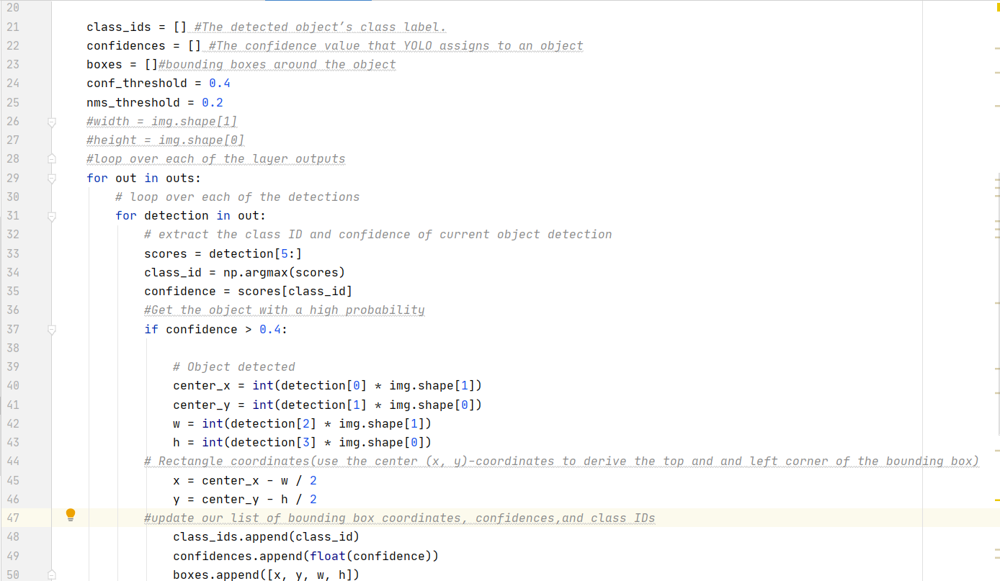 20
21 class_ids = [] #The detected object’s class label.
22 confidences = [] #The confidence value that YOLO assigns to an object
23 boxes = []#bounding boxes around the object
24 conf_threshold = 0.4
25 nms_threshold = 0.2
26 #width = img.shape[1]
27 #height = img.shape[0]
28 #loop over each of the layer outputs
29 for out in outs:
30 # loop over each of the detections
31 for detection in out:
32 # extract the class ID and confidence of current object detection
33 scores = detection[5:]
34 class_id = np.argmax(scores)
35 confidence = scores[class_id]
36 #Get the object with a high probability
37 if confidence > 0.4:
38
39 # Object detected
40 center_x = int(detection[0] * img.shape[1])
41 center_y = int(detection[1] * img.shape[0])
42 w = int(detection[2] * img.shape[1])
43 h = int(detection[3] * img.shape[0])
44 # Rectangle coordinates(use the center (x, y)-coordinates to derive the top and and left corner of the bounding box)
45 x = center_x - w / 2
46 y = center_y - h / 2
47 #update our list of bounding box coordinates, confidences,and class IDs
48 class_ids.append(class_id)
49 confidences.append(float(confidence))
50 boxes.append([x, y, w, h])